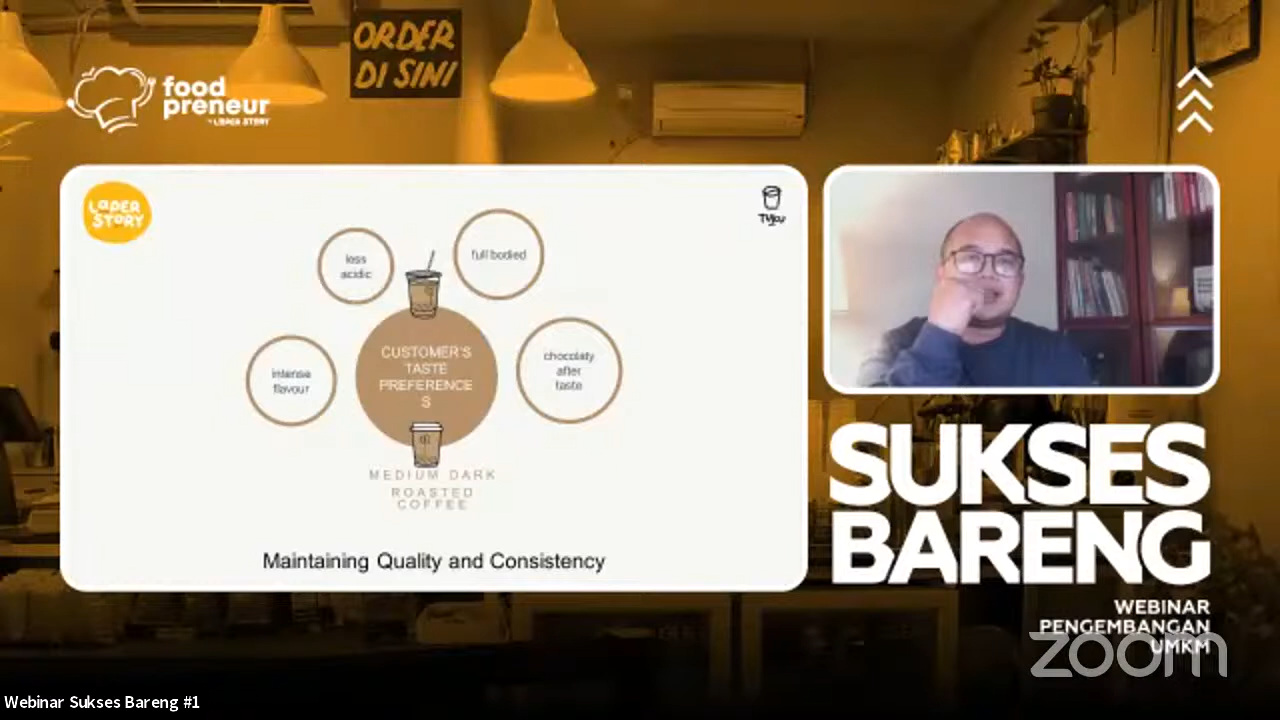 ORDER
DI SINI
food
preneur
by LAPER STORY
LAPER
STORY
TUJU
less
acidic
full bodied
intense
flavour
CUSTOMER'S
TASTE
PREFERENCE
S
chocolaty
after
taste
MEDIUM DARK
ROASTED
COFFEE
Maintaining Quality and Consistency
SUKSES
BARENG
WEBINAR
PENGEMBANGAN
UMKM
zoom
Webinar Sukses Bareng #1